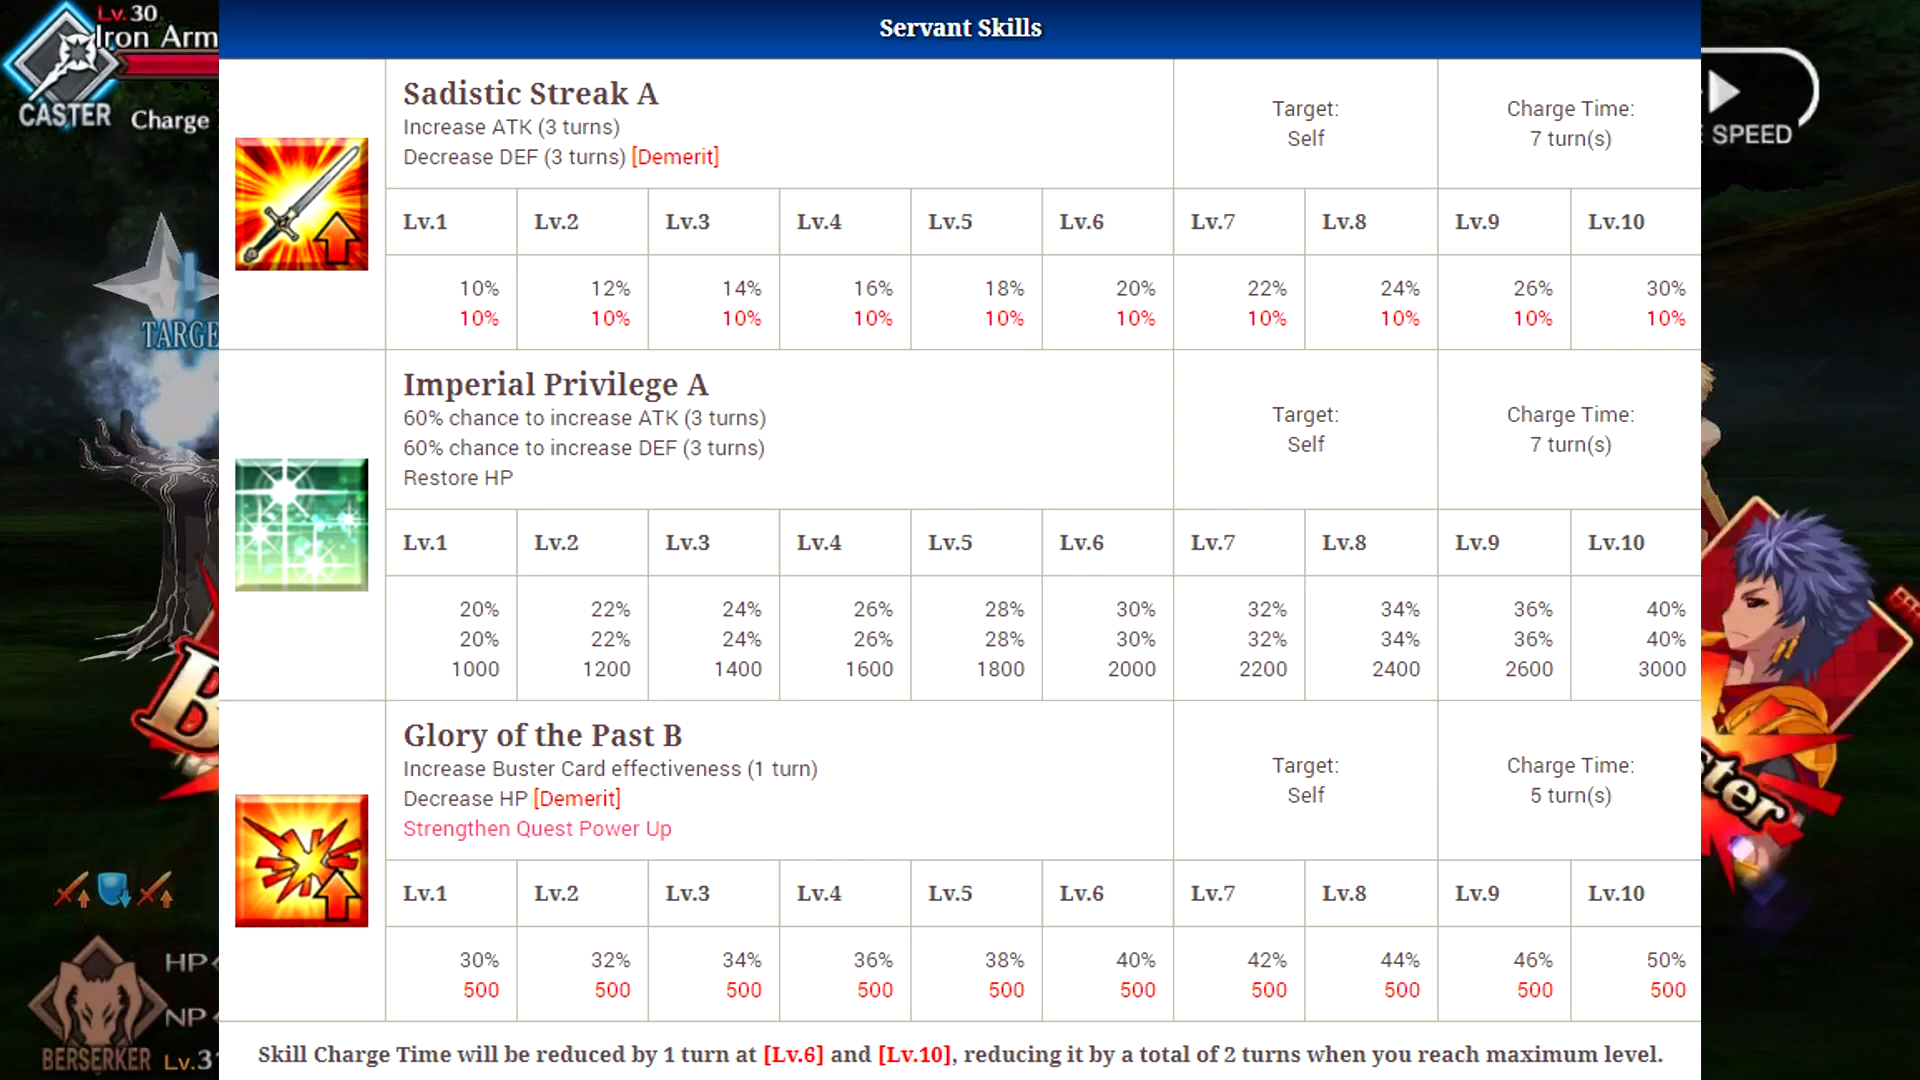 Servant Skills
Lv.30
Iron Arm
CASTER
Charge
SPEED
TARGE
Sadistic Streak A
Increase ATK (3 turns)
Decrease DEF (3 turns) [Demerit]
Target:
Self
Charge Time:
7 turn(s)
Lv.1 Lv.2 Lv.3 Lv.4 Lv.5 Lv.6 Lv.7 Lv.8 Lv.9 Lv.10
10% 12% 14% 16% 18% 20% 22% 24% 26% 30%
10% 10% 10% 10% 10% 10% 10% 10% 10% 10%
Imperial Privilege A
60% chance to increase ATK (3 turns)
60% chance to increase DEF (3 turns)
Restore HP
Target:
Self
Charge Time:
7 turn(s)
Lv.1 Lv.2 Lv.3 Lv.4 Lv.5 Lv.6 Lv.7 Lv.8 Lv.9 Lv.10
20% 22% 24% 26% 28% 30% 32% 34% 36% 40%
20% 22% 24% 26% 28% 30% 32% 34% 36% 40%
1000 1200 1400 1600 1800 2000 2200 2400 2600 3000
B
ster
Glory of the Past B
Increase Buster Card effectiveness (1 turn)
Decrease HP [Demerit]
Strengthen Quest Power Up
Target:
Self
Charge Time:
5 turn(s)
Lv.1 Lv.2 Lv.3 Lv.4 Lv.5 Lv.6 Lv.7 Lv.8 Lv.9 Lv.10
30% 32% 34% 36% 38% 40% 42% 44% 46% 50%
500 500 500 500 500 500 500 500 500 500
HP
NP
BERSERKER
Lv.31
Skill Charge Time will be reduced by 1 turn at [Lv.6] and [Lv.10], reducing it by a total of 2 turns when you reach maximum level.